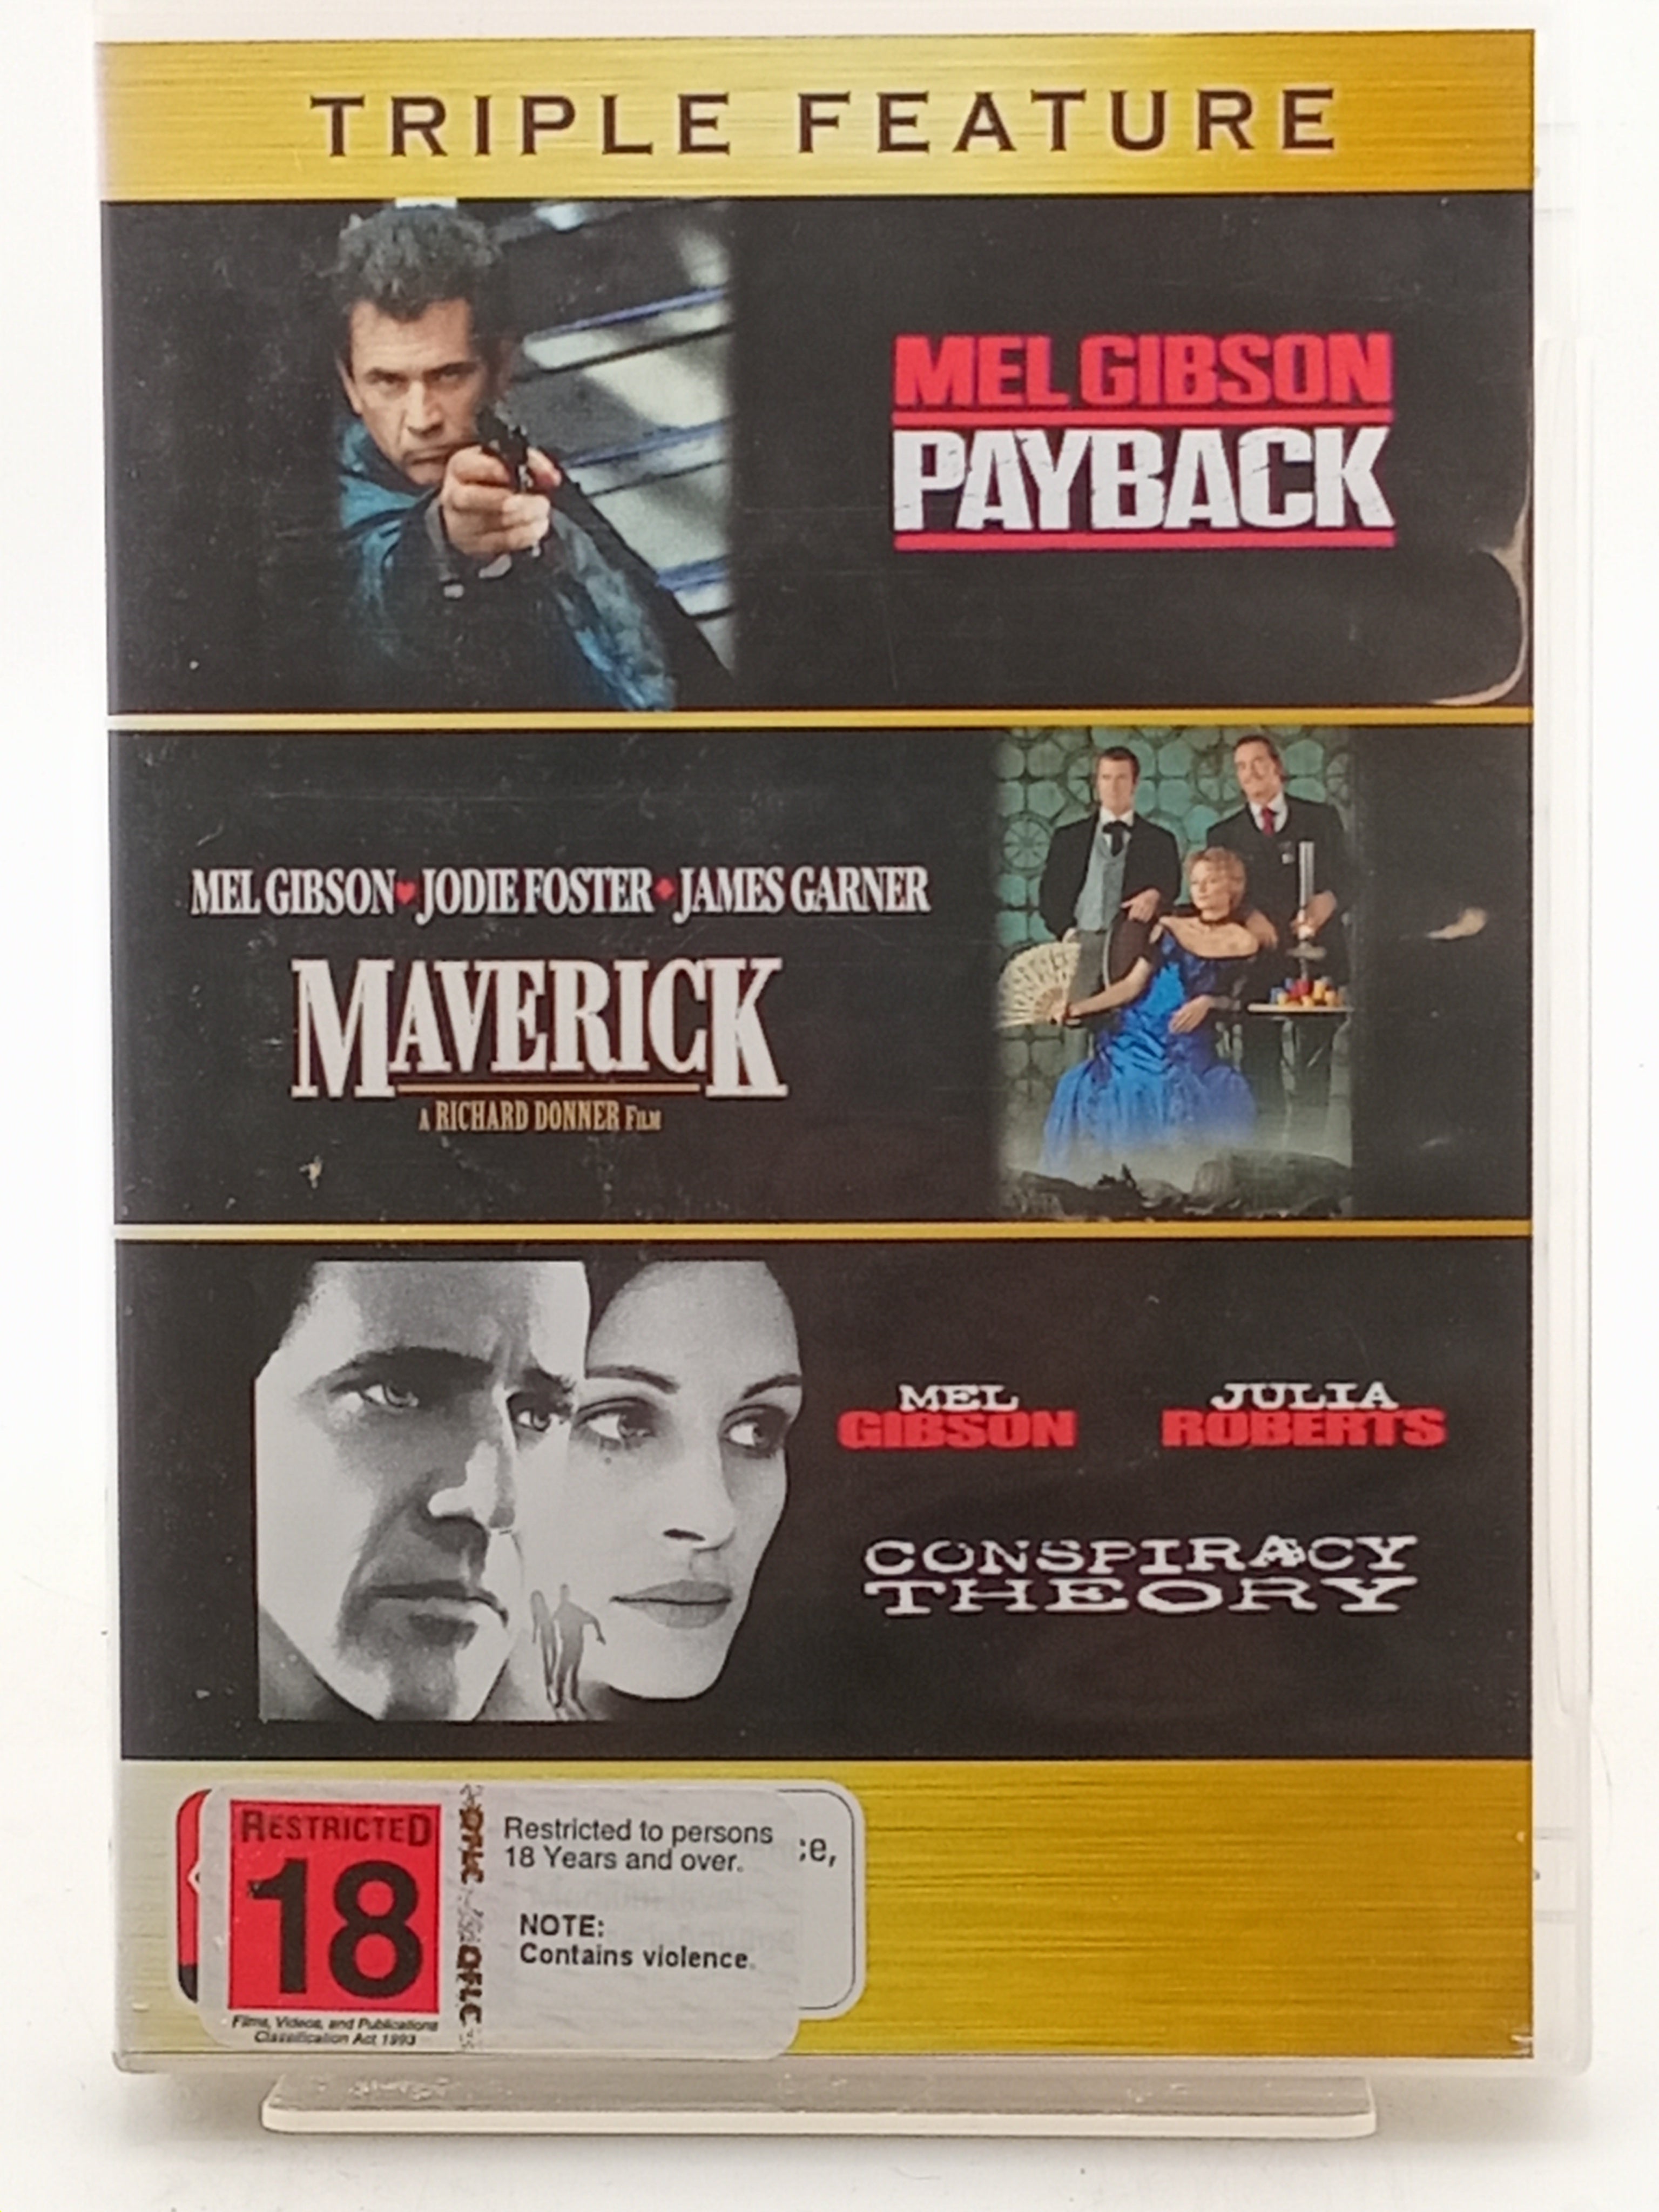 TRIPLE FEATURE
MEL GIBSON
PAYBACK
MEL GIBSON JODIE FOSTER JAMES GARNER
MAVERICK
A RICHARD DONNER FILM
MEL
GIBSON
JULIA
ROBERTS
CONSPIRACY
THEORY
RESTRICTED
18
Films, Videos, and Publications
Classification Act 1993
OFLC OFLC
Restricted to persons
18 Years and over.
NOTE:
Contains violence.